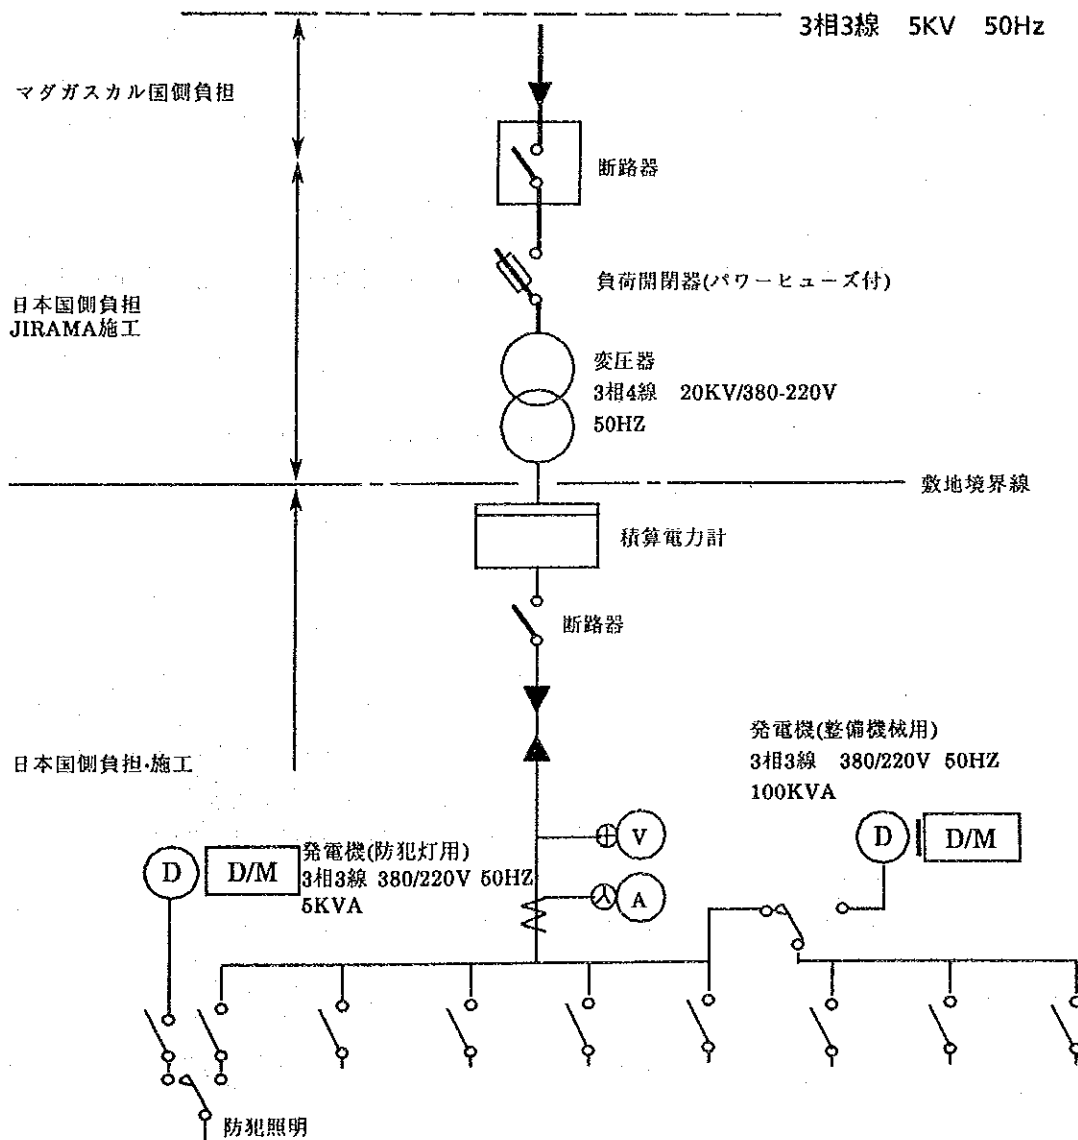 3相3線 5KV 50Hz
マダガスカル国側負担
断路器
負荷開閉器(パワーヒューズ付)
日本国側負担
JIRAMA施工
変圧器
3相4線 20KV/380-220V
50HZ
敷地境界線
積算電力計
断路器
日本国側負担・施工
発電機(整備機械用)
3相3線 380/220V 50HZ
100KVA
V
D
D/M
D
D/M
発電機(防犯灯用)
3相3線 380/220V 50HZ
5KVA
A
防犯照明